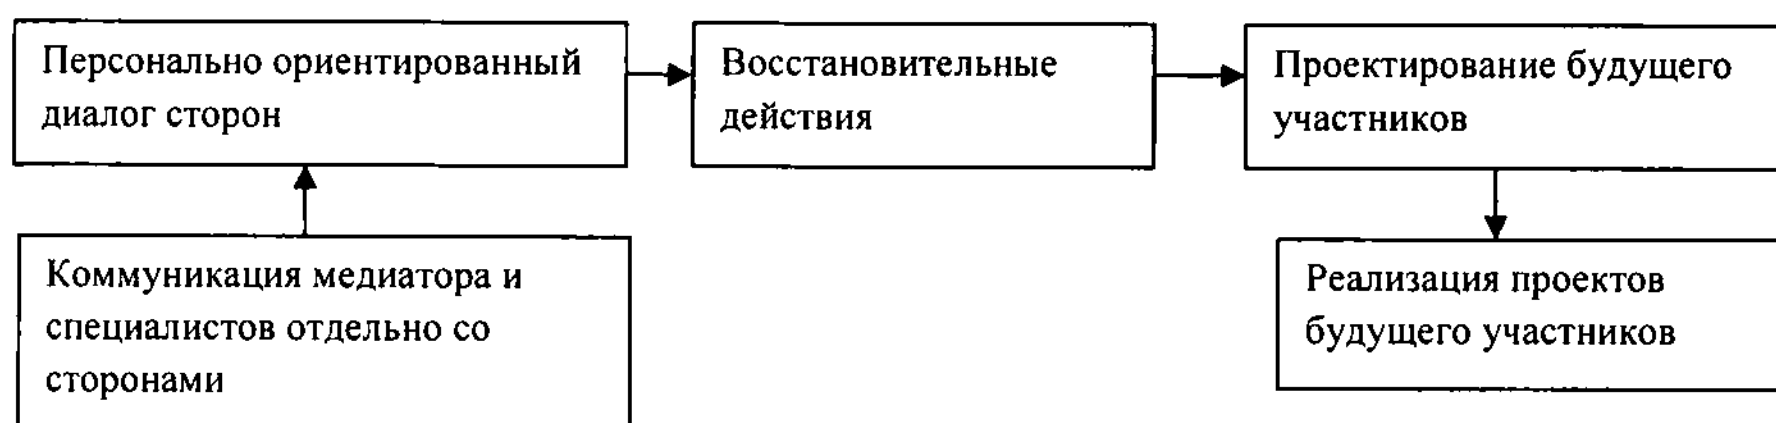 Персонально ориентированный
диалог сторон
Восстановительные
действия
Проектирование будущего
участников
Коммуникация медиатора и
специалистов отдельно со
сторонами
Реализация проектов
будущего участников